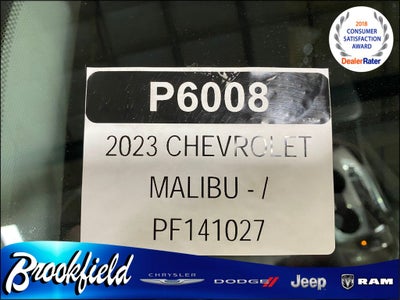 2018
CONSUMER
SATISFACTION
AWARD
DealerRater
P6008
2023 CHEVROLET
MALIBU - /
PF141027
Brookfield
CHRYSLER
DODGE
Jeep
RAM